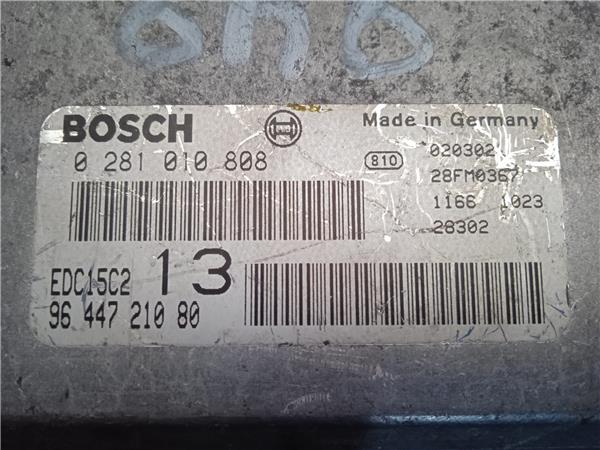 BOSCH
Made in Germany
0 281 010 808
810
020302
28FM0367
1166 1023
28302
EDC15C2 13
96 447 210 80